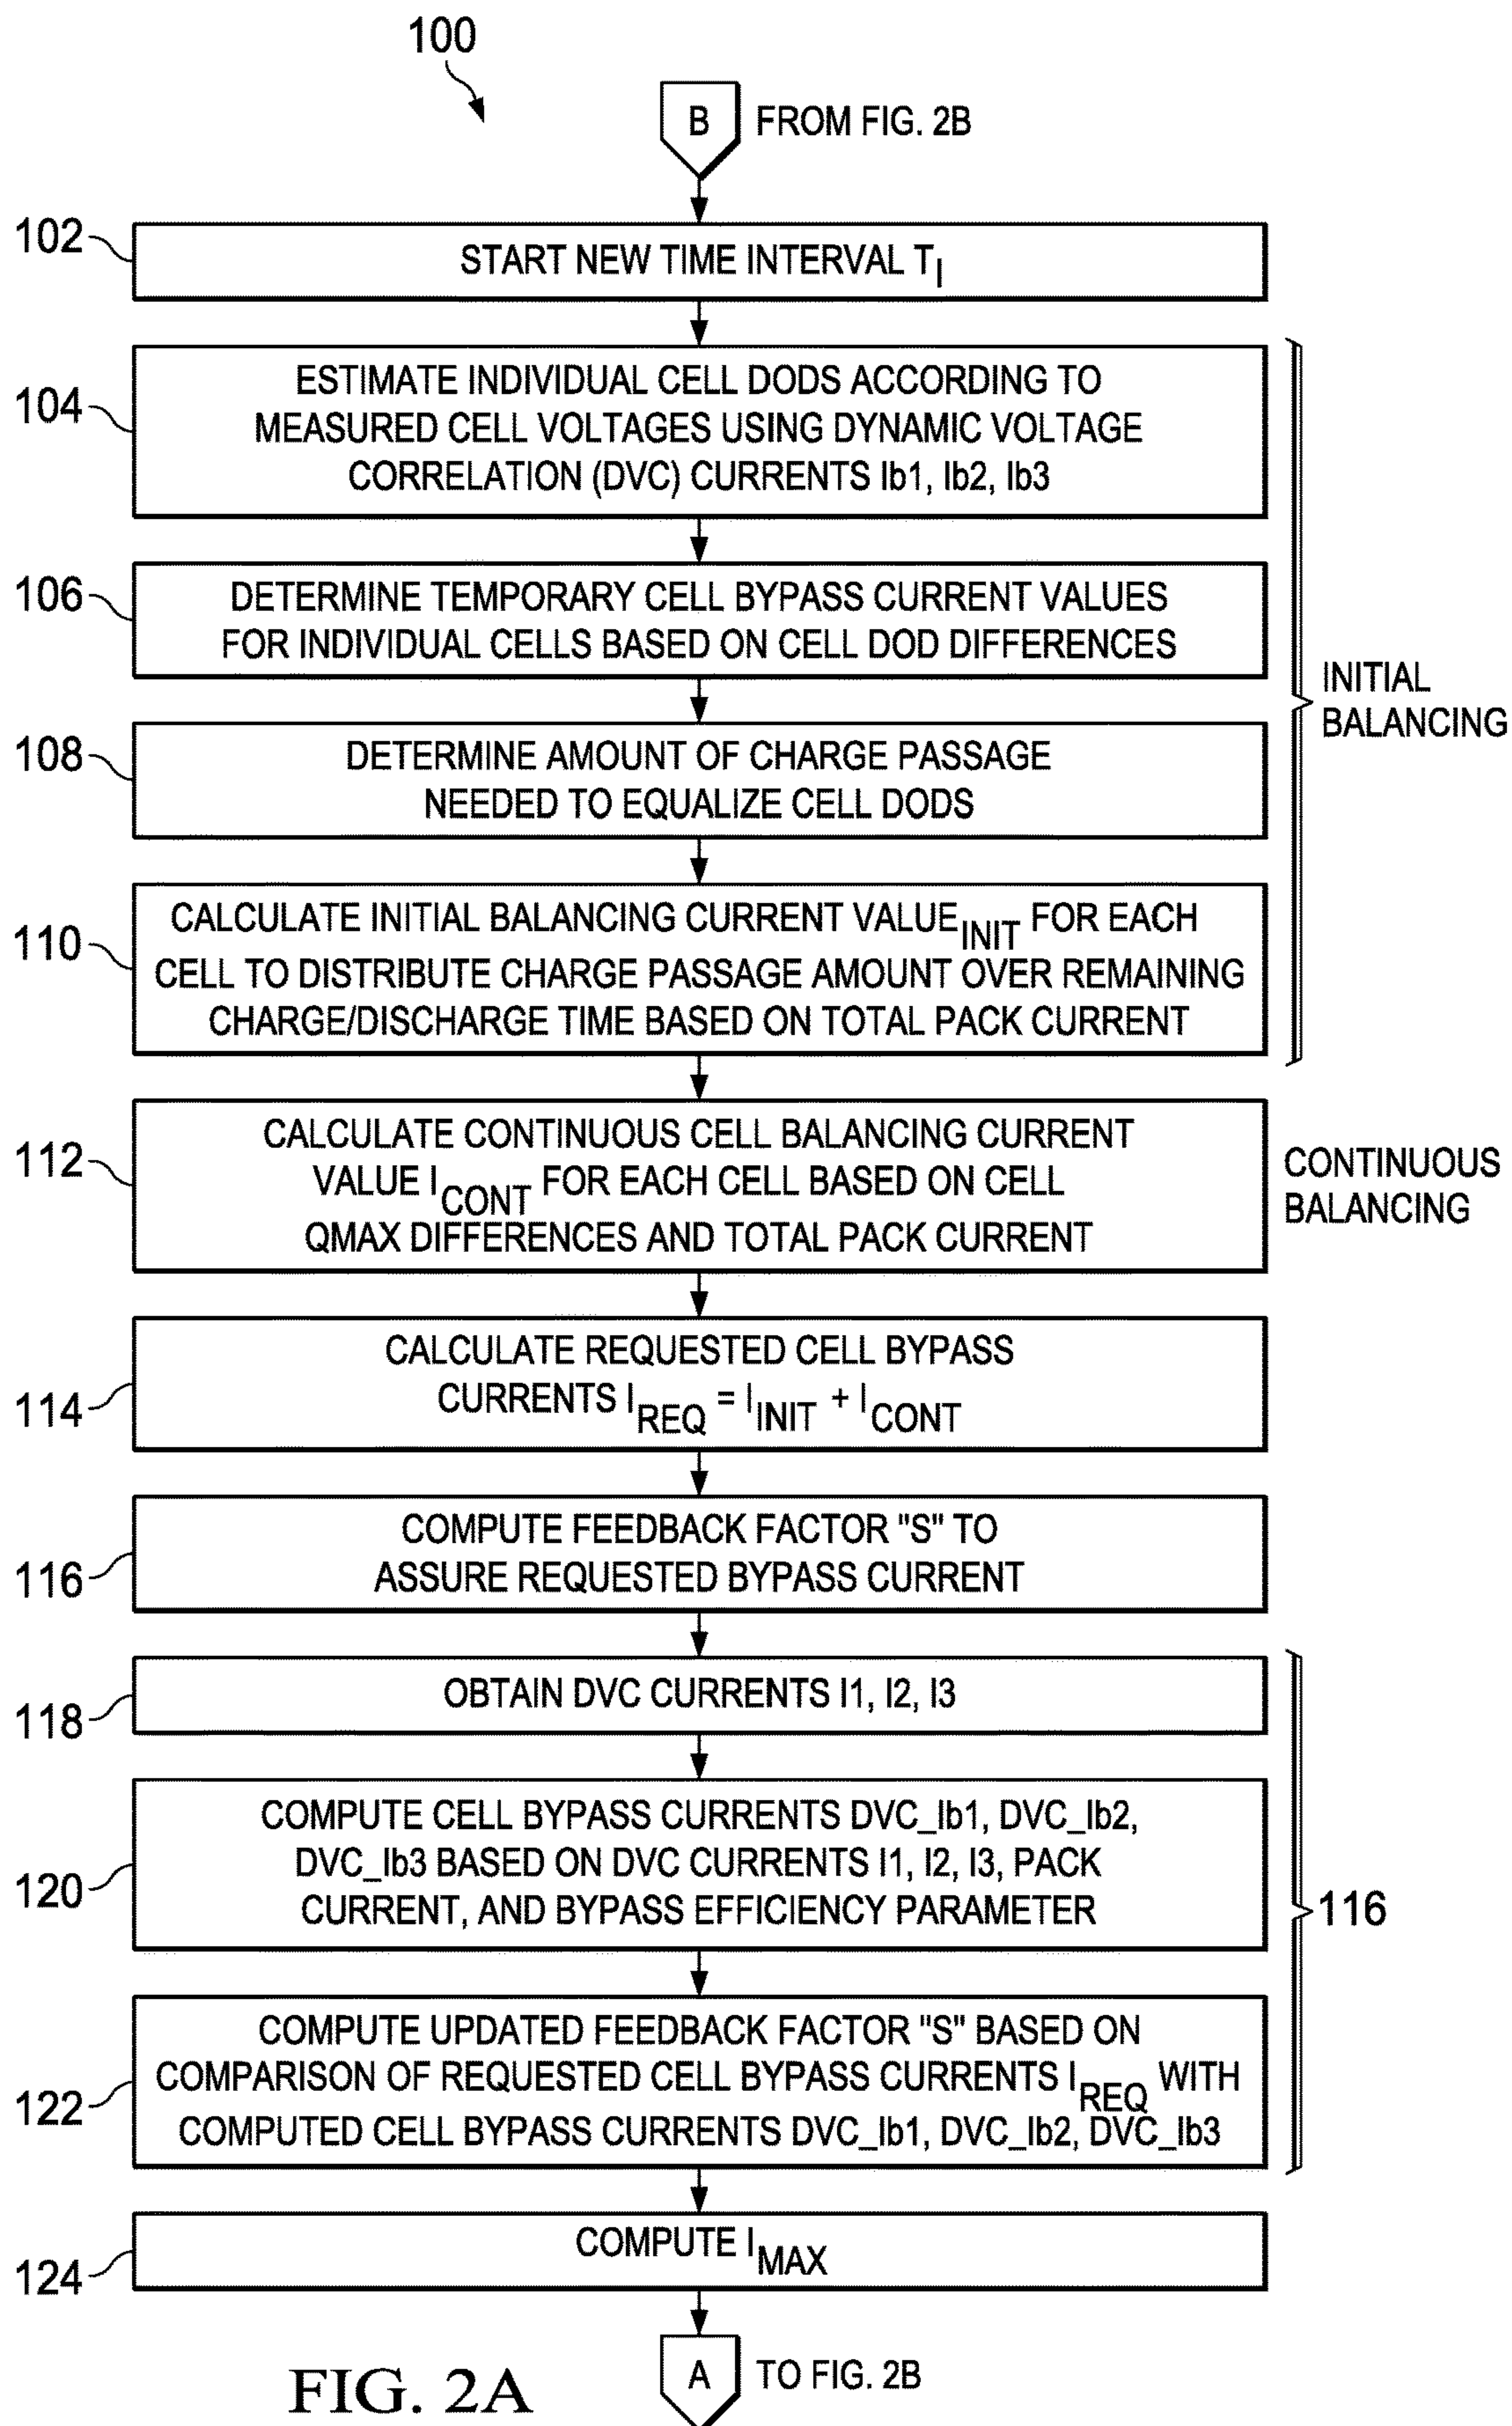 100
B FROM FIG. 2B
102
START NEW TIME INTERVAL T_I
104
ESTIMATE INDIVIDUAL CELL DODS ACCORDING TO
MEASURED CELL VOLTAGES USING DYNAMIC VOLTAGE
CORRELATION (DVC) CURRENTS Ib1, Ib2, Ib3
106
DETERMINE TEMPORARY CELL BYPASS CURRENT VALUES
FOR INDIVIDUAL CELLS BASED ON CELL DOD DIFFERENCES
INITIAL
BALANCING
108
DETERMINE AMOUNT OF CHARGE PASSAGE
NEEDED TO EQUALIZE CELL DODS
110
CALCULATE INITIAL BALANCING CURRENT VALUE_INIT FOR EACH
CELL TO DISTRIBUTE CHARGE PASSAGE AMOUNT OVER REMAINING
CHARGE/DISCHARGE TIME BASED ON TOTAL PACK CURRENT
112
CALCULATE CONTINUOUS CELL BALANCING CURRENT
VALUE I_CONT FOR EACH CELL BASED ON CELL
QMAX DIFFERENCES AND TOTAL PACK CURRENT
CONTINUOUS
BALANCING
114
CALCULATE REQUESTED CELL BYPASS
CURRENTS I_REQ = I_INIT + I_CONT
116
COMPUTE FEEDBACK FACTOR "S" TO
ASSURE REQUESTED BYPASS CURRENT
118
OBTAIN DVC CURRENTS I1, I2, I3
120
COMPUTE CELL BYPASS CURRENTS DVC_Ib1, DVC_Ib2,
DVC_Ib3 BASED ON DVC CURRENTS I1, I2, I3, PACK
CURRENT, AND BYPASS EFFICIENCY PARAMETER
116
122
COMPUTE UPDATED FEEDBACK FACTOR "S" BASED ON
COMPARISON OF REQUESTED CELL BYPASS CURRENTS I_REQ WITH
COMPUTED CELL BYPASS CURRENTS DVC_Ib1, DVC_Ib2, DVC_Ib3
124
COMPUTE I_MAX
A TO FIG. 2B
FIG. 2A